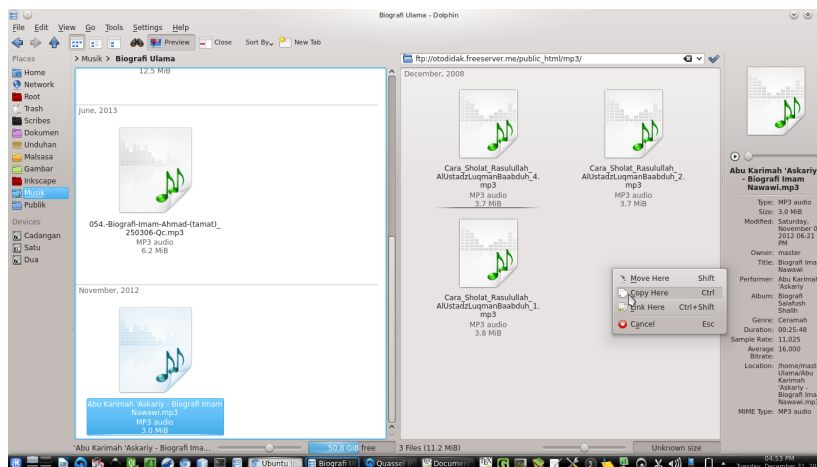 Biografi Ulama – Dolphin
File Edit View Go Tools Settings Help
Preview Close Sort By New Tab
Places
Home
Network
Root
Trash
Scribes
Dokumen
Unduhan
Malsasa
Gambar
Inkscape
Musik
Publik
Devices
Cadangan
Satu
Dua
> Musik > Biografi Ulama
12.5 MiB
June, 2013
054.-Biografi-Imam-Ahmad-(tamat)_
250306-Qc.mp3
MP3 audio
6.2 MiB
November, 2012
Abu Karimah 'Askariy - Biografi Imam
Nawawi.mp3
MP3 audio
3.0 MiB
'Abu Karimah 'Askariy - Biografi Ima...
50.8 GiB free
ftp://otodidak.freeserver.me/public_html/mp3/
December, 2008
Cara_Sholat_Rasulullah_
AlUstadzLuqmanBaabduh_4.
mp3
MP3 audio
3.7 MiB
Cara_Sholat_Rasulullah_
AlUstadzLuqmanBaabduh_2.
mp3
MP3 audio
3.7 MiB
Cara_Sholat_Rasulullah_
AlUstadzLuqmanBaabduh_1.
mp3
MP3 audio
3.8 MiB
Move Here Shift
Copy Here Ctrl
Link Here Ctrl+Shift
Cancel Esc
3 Files (11.2 MiB)
Unknown size
Abu Karimah 'Askariy
- Biografi Imam
Nawawi.mp3
Type: MP3 audio
Size: 3.0 MiB
Modified: Saturday,
November 0
2012 06:21
PM
Owner: master
Title: Biografi Ima
Nawawi
Performer: Abu Karimah
'Askariy
Album: Biografi
Salafush
Shalih
Genre: Ceramah
Duration: 00:25:48
Sample Rate: 11,025
Average Bitrate: 16,000
Location: /home/mast
Ulama/Abu
Karimah
'Askariy -
Biografi Ima
Nawawi.mp
MIME Type: MP3 audio
Ubuntu Io
Biografi U
Quassel I
Documen
04:53 PM
Tuesday, December 31, 20